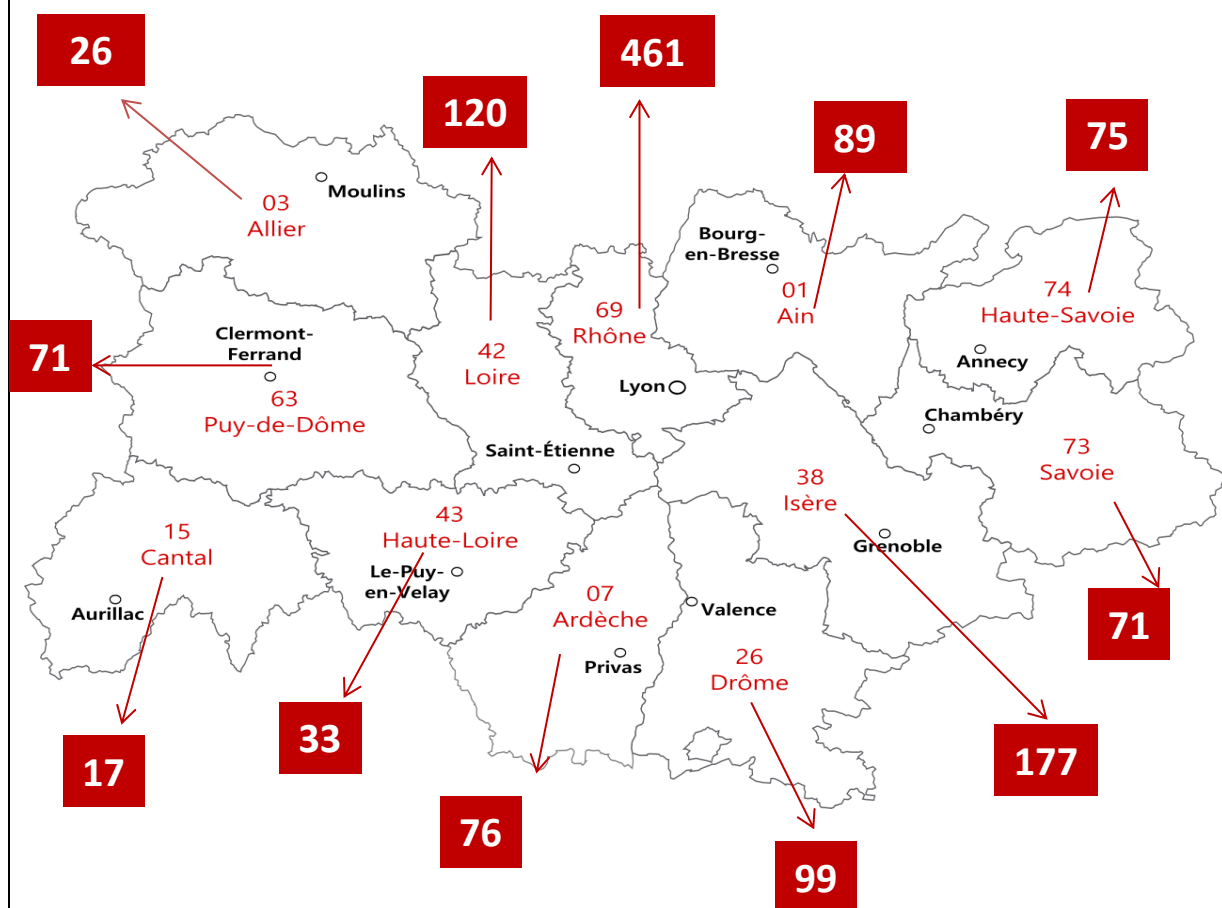 26
461
120
89
75
Moulins
03
Allier
Bourg-
en-Bresse
01
Ain
74
Haute-Savoie
69
Rhône
Clermont-
Ferrand
71
42
Loire
Annecy
Lyon
63
Puy-de-Dôme
Chambéry
Saint-Étienne
73
Savoie
38
Isère
15
Cantal
43
Haute-Loire
Grenoble
Le-Puy-
en-Velay
07
Ardèche
Aurillac
Valence
71
Privas
26
Drôme
33
17
177
76
99